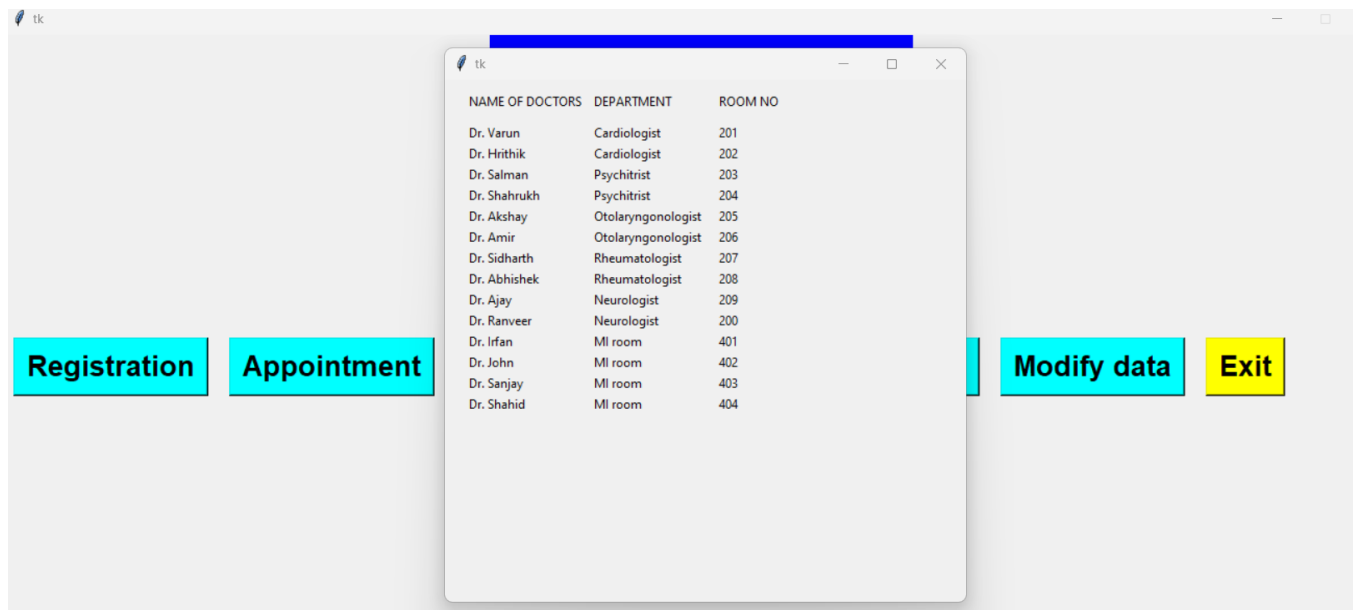 tk
tk
NAME OF DOCTORS DEPARTMENT ROOM NO
Dr. Varun Cardiologist 201
Dr. Hrithik Cardiologist 202
Dr. Salman Psychitrist 203
Dr. Shahrukh Psychitrist 204
Dr. Akshay Otolaryngonologist 205
Dr. Amir Otolaryngonologist 206
Dr. Sidharth Rheumatologist 207
Dr. Abhishek Rheumatologist 208
Dr. Ajay Neurologist 209
Dr. Ranveer Neurologist 200
Dr. Irfan MI room 401
Dr. John MI room 402
Dr. Sanjay MI room 403
Dr. Shahid MI room 404
Registration Appointment Modify data Exit